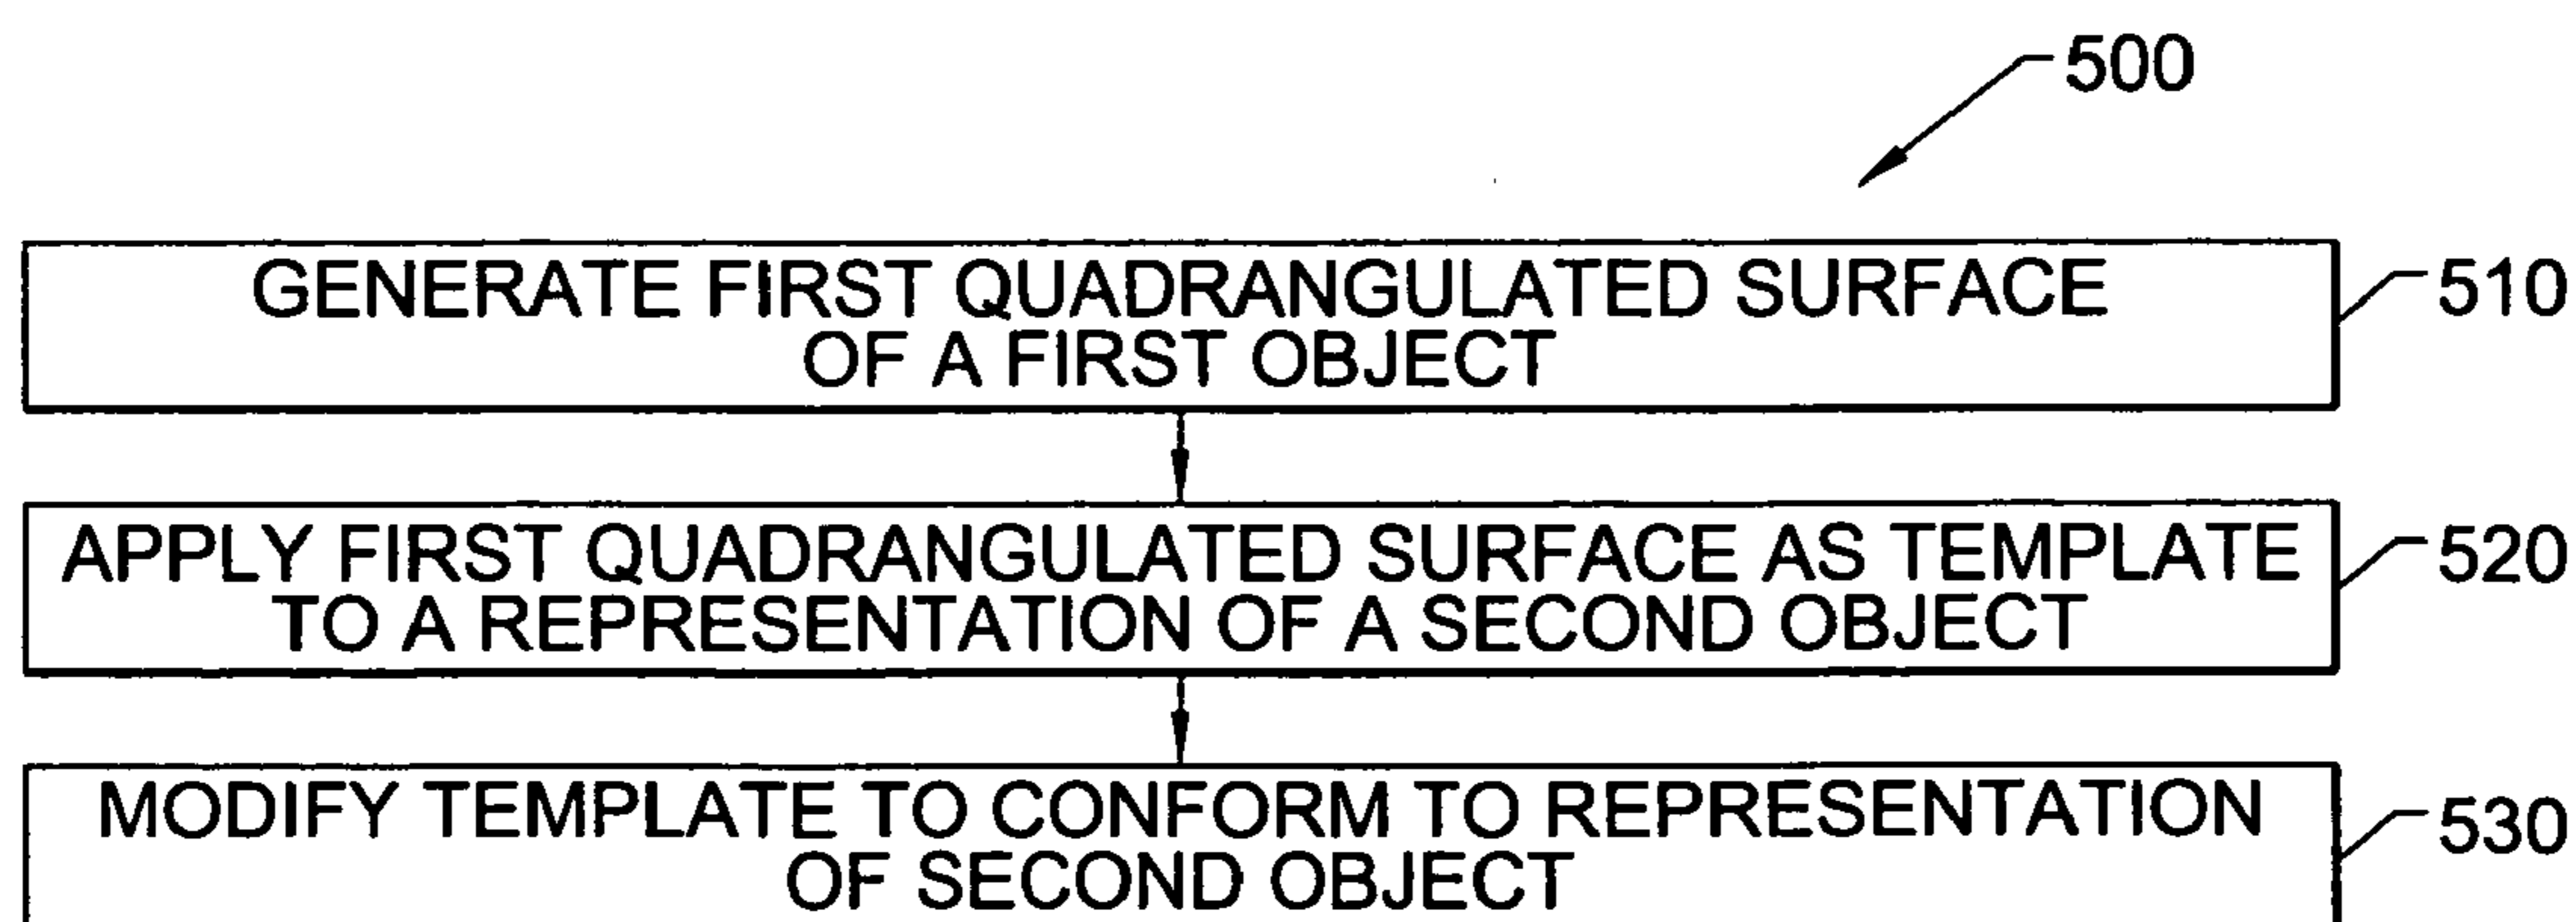 500
GENERATE FIRST QUADRANGULATED SURFACE
OF A FIRST OBJECT
510
APPLY FIRST QUADRANGULATED SURFACE AS TEMPLATE
TO A REPRESENTATION OF A SECOND OBJECT
520
MODIFY TEMPLATE TO CONFORM TO REPRESENTATION
OF SECOND OBJECT
530